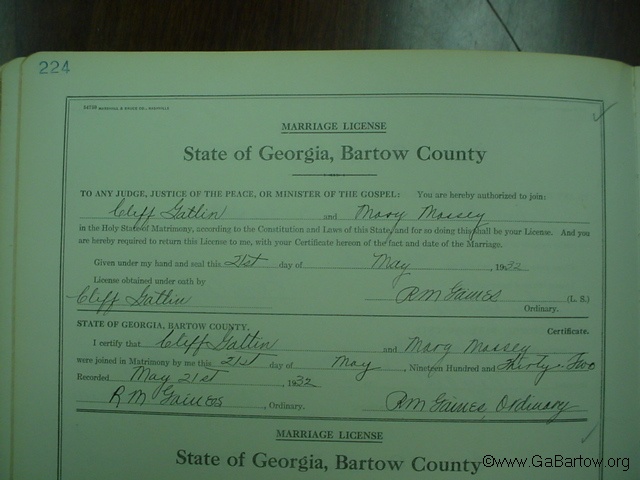 224
MARSHALL & BRUCE CO., NASHVILLE
MARRIAGE LICENSE
State of Georgia, Bartow County
TO ANY JUDGE, JUSTICE OF THE PEACE, OR MINISTER OF THE GOSPEL: You are hereby authorized to join:
Cliff Gatlin and Mary Massey
in the Holy State of Matrimony, according to the Constitution and Laws of this State, and for so doing this shall be your License. And you
are hereby required to return this License to me, with your Certificate hereon of the fact and date of the Marriage.
Given under my hand and seal this 21st day of May, 1932
License obtained under oath by
Cliff Gatlin RM Gaines (L. S.)
Ordinary.
STATE OF GEORGIA, BARTOW COUNTY. Certificate.
I certify that Cliff Gattin and Mary Massey
were joined in Matrimony by me this 21st day of May, Nineteen Hundred and Thirty-Two
Recorded May 21st, 1932
R M Gaines, Ordinary. RM Gaines, Ordinary
MARRIAGE LICENSE
State of Georgia, Bartow County
©www.GaBartow.org